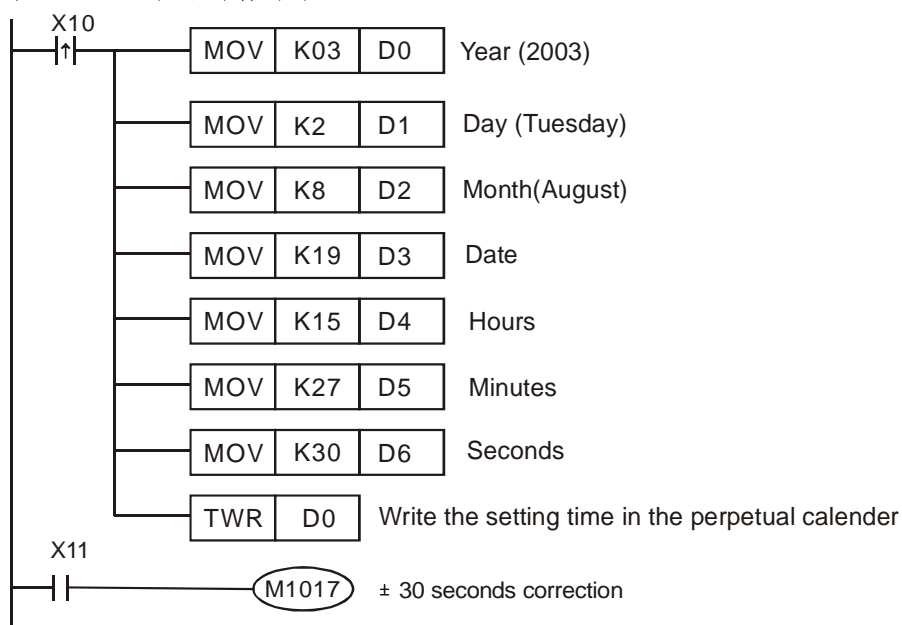 X10
MOV K03 D0 Year (2003)
MOV K2 D1 Day (Tuesday)
MOV K8 D2 Month(August)
MOV K19 D3 Date
MOV K15 D4 Hours
MOV K27 D5 Minutes
MOV K30 D6 Seconds
TWR D0 Write the setting time in the perpetual calender
X11
M1017 ± 30 seconds correction